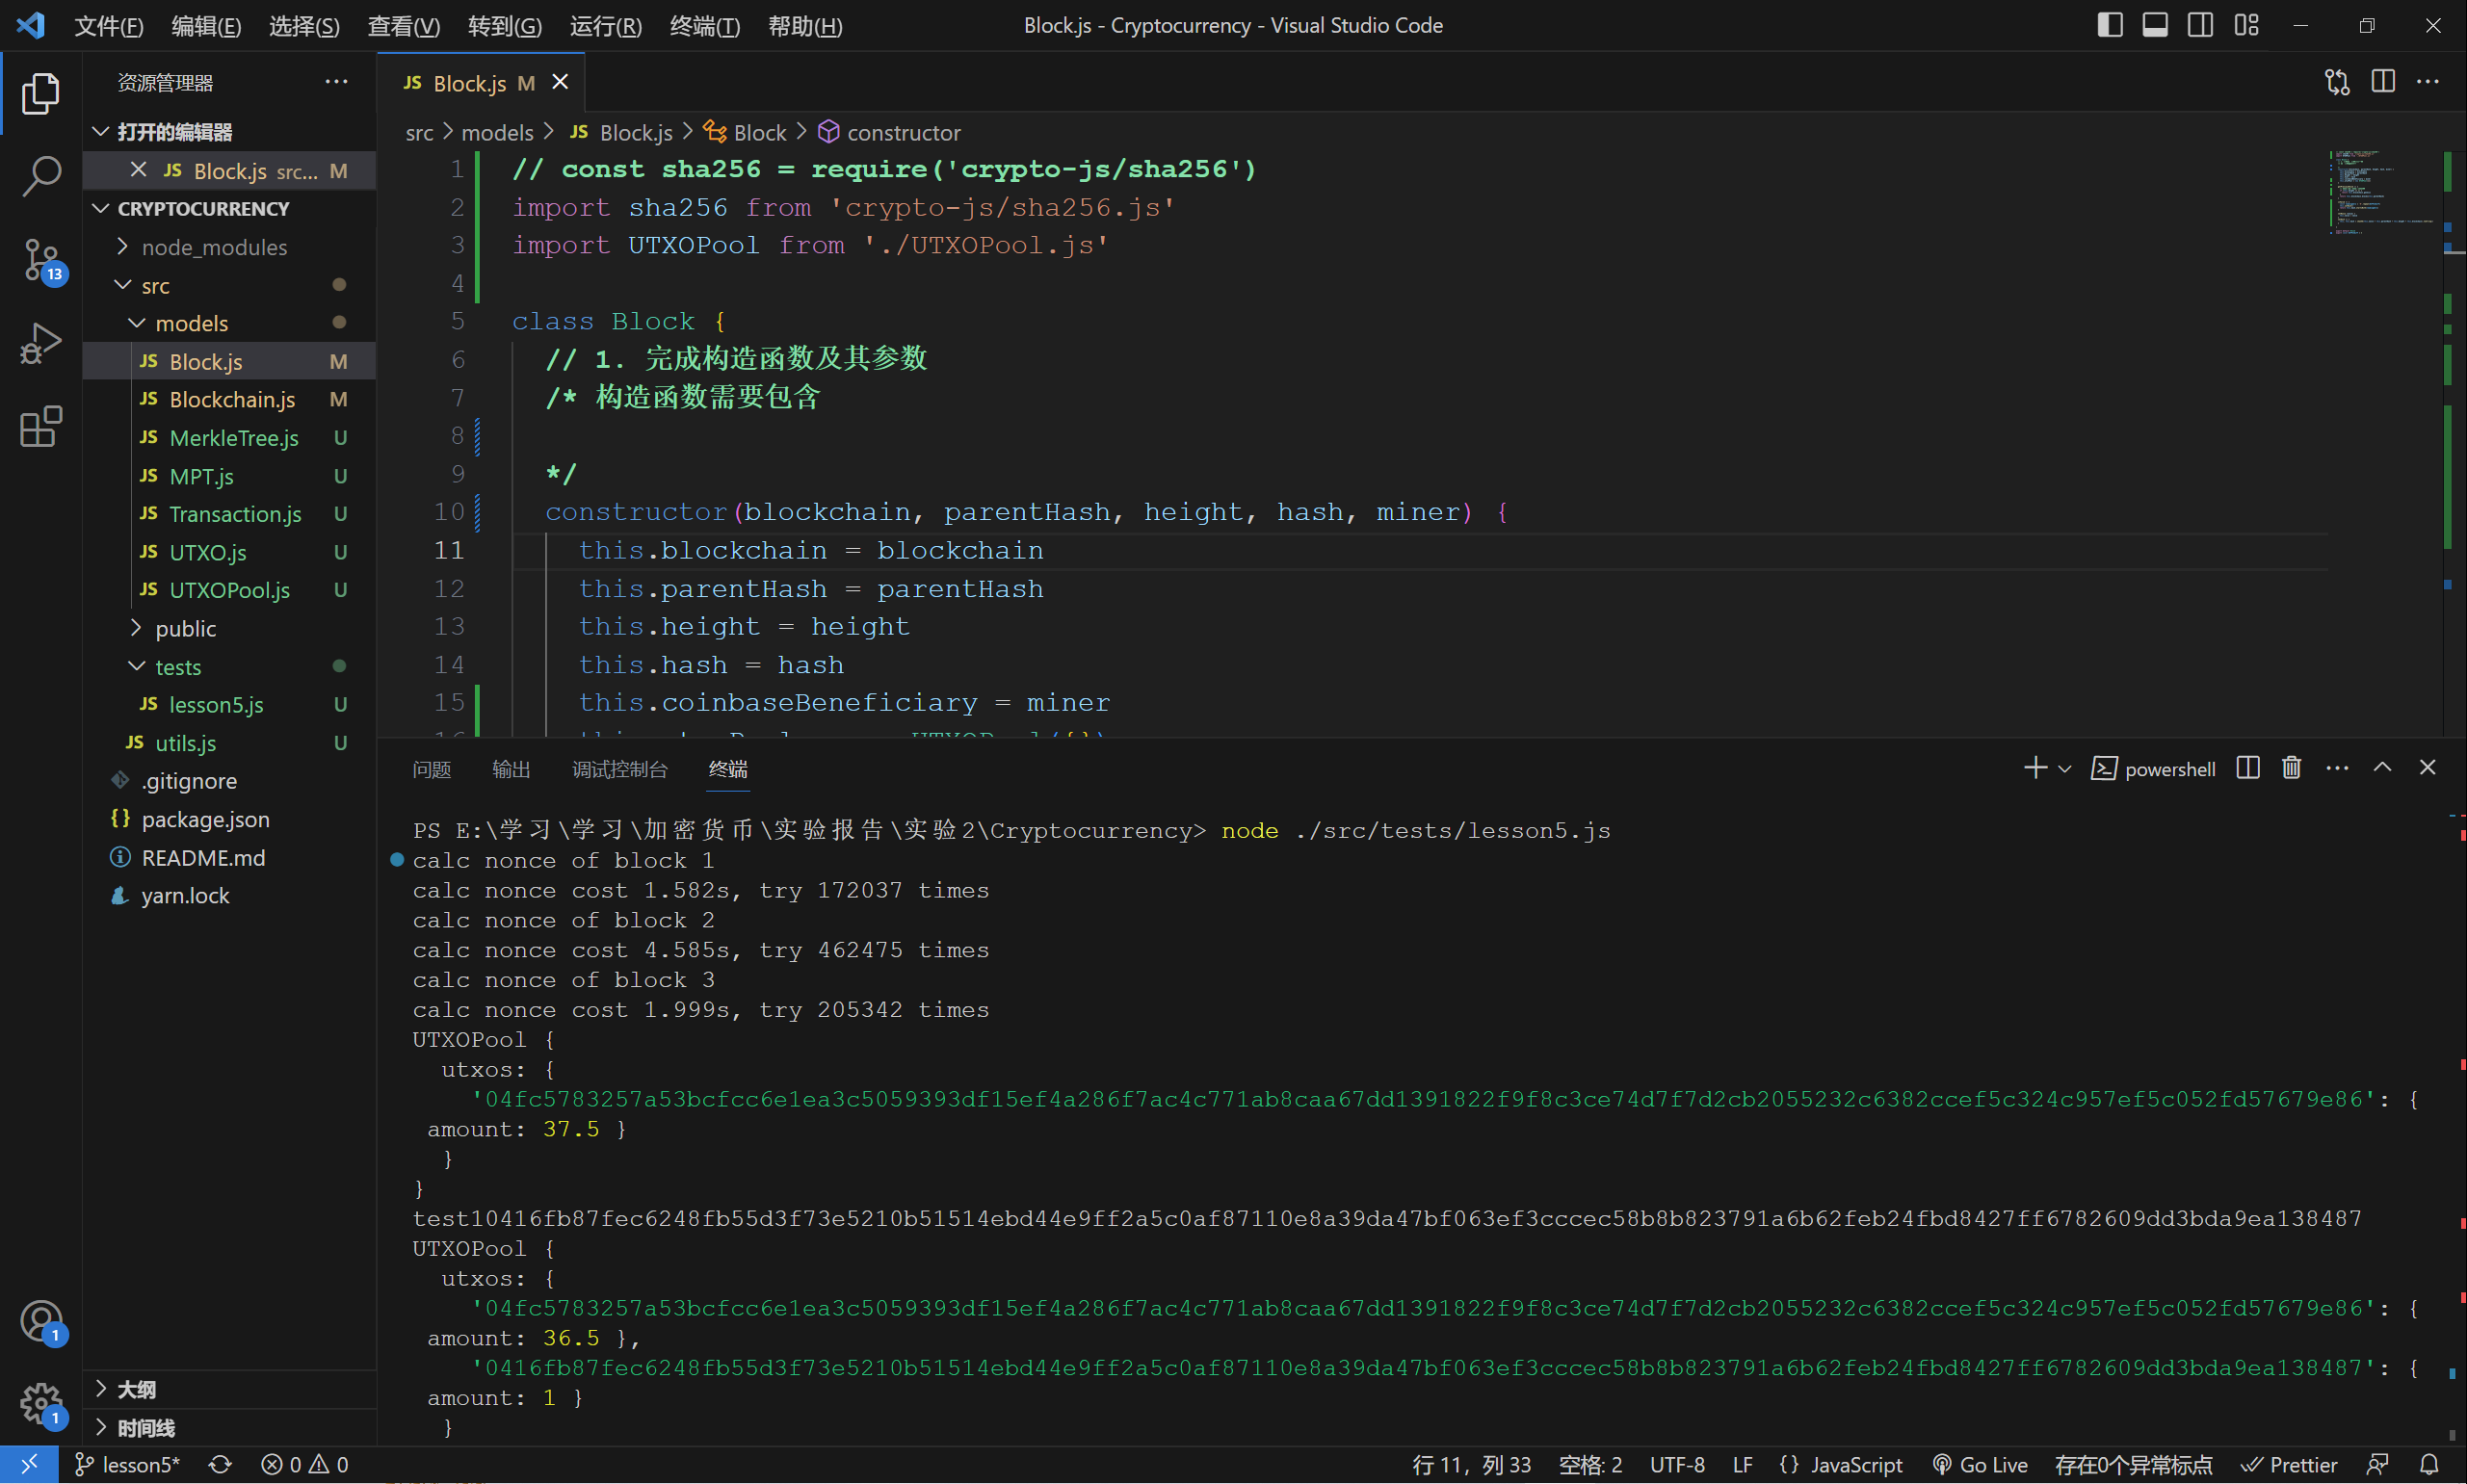 文件(F) 编辑(E) 选择(S) 查看(V) 转到(G) 运行(R) 终端(T) 帮助(H) Block.js - Cryptocurrency - Visual Studio Code
资源管理器
打开的编辑器
JS Block.js src... M
CRYPTOCURRENCY
node_modules
src
models
JS Block.js M
JS Blockchain.js M
JS MerkleTree.js U
JS MPT.js U
JS Transaction.js U
JS UTXO.js U
JS UTXOPool.js U
public
tests
JS lesson5.js U
JS utils.js U
.gitignore
{} package.json
README.md
yarn.lock
大纲
时间线
13
1
1
JS Block.js M
src > models > JS Block.js > Block > constructor
1 // const sha256 = require('crypto-js/sha256')
2 import sha256 from 'crypto-js/sha256.js'
3 import UTXOPool from './UTXOPool.js'
4
5 class Block {
6 // 1. 完成构造函数及其参数
7 /* 构造函数需要包含
8
9 */
10 constructor(blockchain, parentHash, height, hash, miner) {
11 this.blockchain = blockchain
12 this.parentHash = parentHash
13 this.height = height
14 this.hash = hash
15 this.coinbaseBeneficiary = miner
问题 输出 调试控制台 终端 powershell
PS E:\学习\学习\加密货币\实验报告\实验2\Cryptocurrency> node ./src/tests/lesson5.js
calc nonce of block 1
calc nonce cost 1.582s, try 172037 times
calc nonce of block 2
calc nonce cost 4.585s, try 462475 times
calc nonce of block 3
calc nonce cost 1.999s, try 205342 times
UTXOPool {
utxos: {
'04fc5783257a53bcfcc6e1ea3c5059393df15ef4a286f7ac4c771ab8caa67dd1391822f9f8c3ce74d7f7d2cb2055232c6382ccef5c324c957ef5c052fd57679e86': {
amount: 37.5 }
}
}
test10416fb87fec6248fb55d3f73e5210b51514ebd44e9ff2a5c0af87110e8a39da47bf063ef3cccec58b8b823791a6b62feb24fbd8427ff6782609dd3bda9ea138487
UTXOPool {
utxos: {
'04fc5783257a53bcfcc6e1ea3c5059393df15ef4a286f7ac4c771ab8caa67dd1391822f9f8c3ce74d7f7d2cb2055232c6382ccef5c324c957ef5c052fd57679e86': {
amount: 36.5 },
'0416fb87fec6248fb55d3f73e5210b51514ebd44e9ff2a5c0af87110e8a39da47bf063ef3cccec58b8b823791a6b62feb24fbd8427ff6782609dd3bda9ea138487': {
amount: 1 }
}
lesson5* 0 0 行 11，列 33 空格: 2 UTF-8 LF {} JavaScript Go Live 存在0个异常标点 Prettier